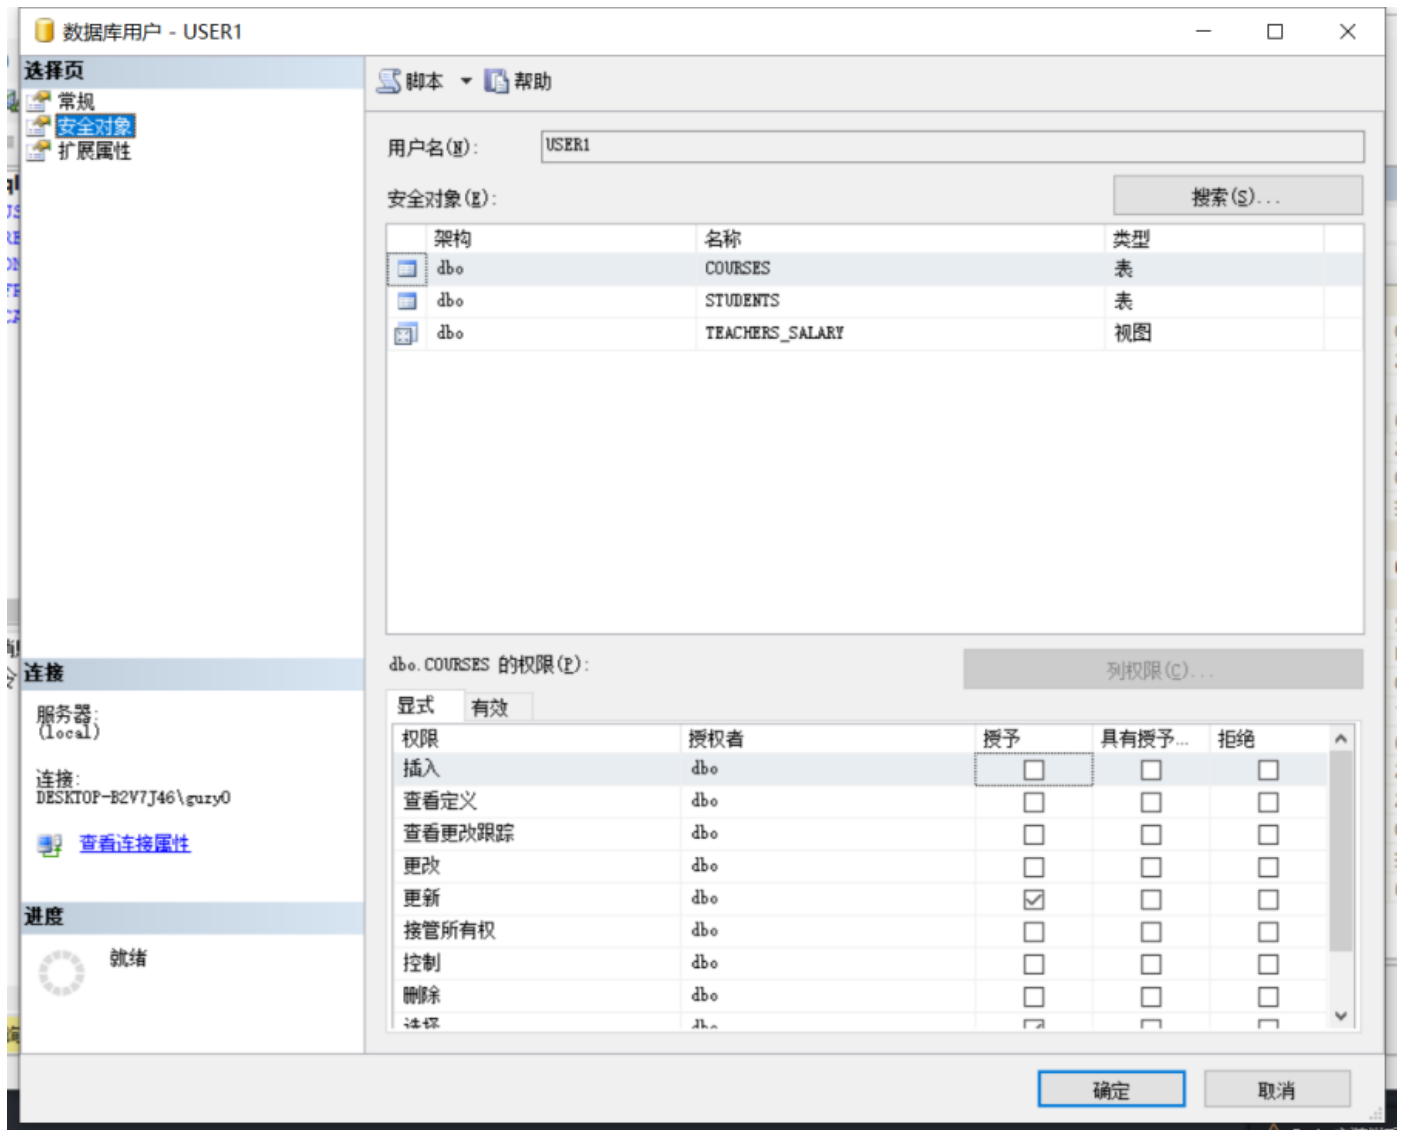 数据库用户 - USER1
选择页
常规
安全对象
扩展属性
脚本 帮助
用户名(N): USER1
安全对象(E): 搜索(S)...
架构 名称 类型
dbo COURSES 表
dbo STUDENTS 表
dbo TEACHERS_SALARY 视图
dbo.COURSES 的权限(P): 列权限(C)...
显式 有效
权限 授权者 授予 具有授予... 拒绝
插入 dbo
查看定义 dbo
查看更改跟踪 dbo
更改 dbo
更新 dbo
接管所有权 dbo
控制 dbo
删除 dbo
选择 dbo
连接
服务器:
(local)
连接:
DESKTOP-B2V7J46\guzy0
查看连接属性
进度
就绪
确定 取消